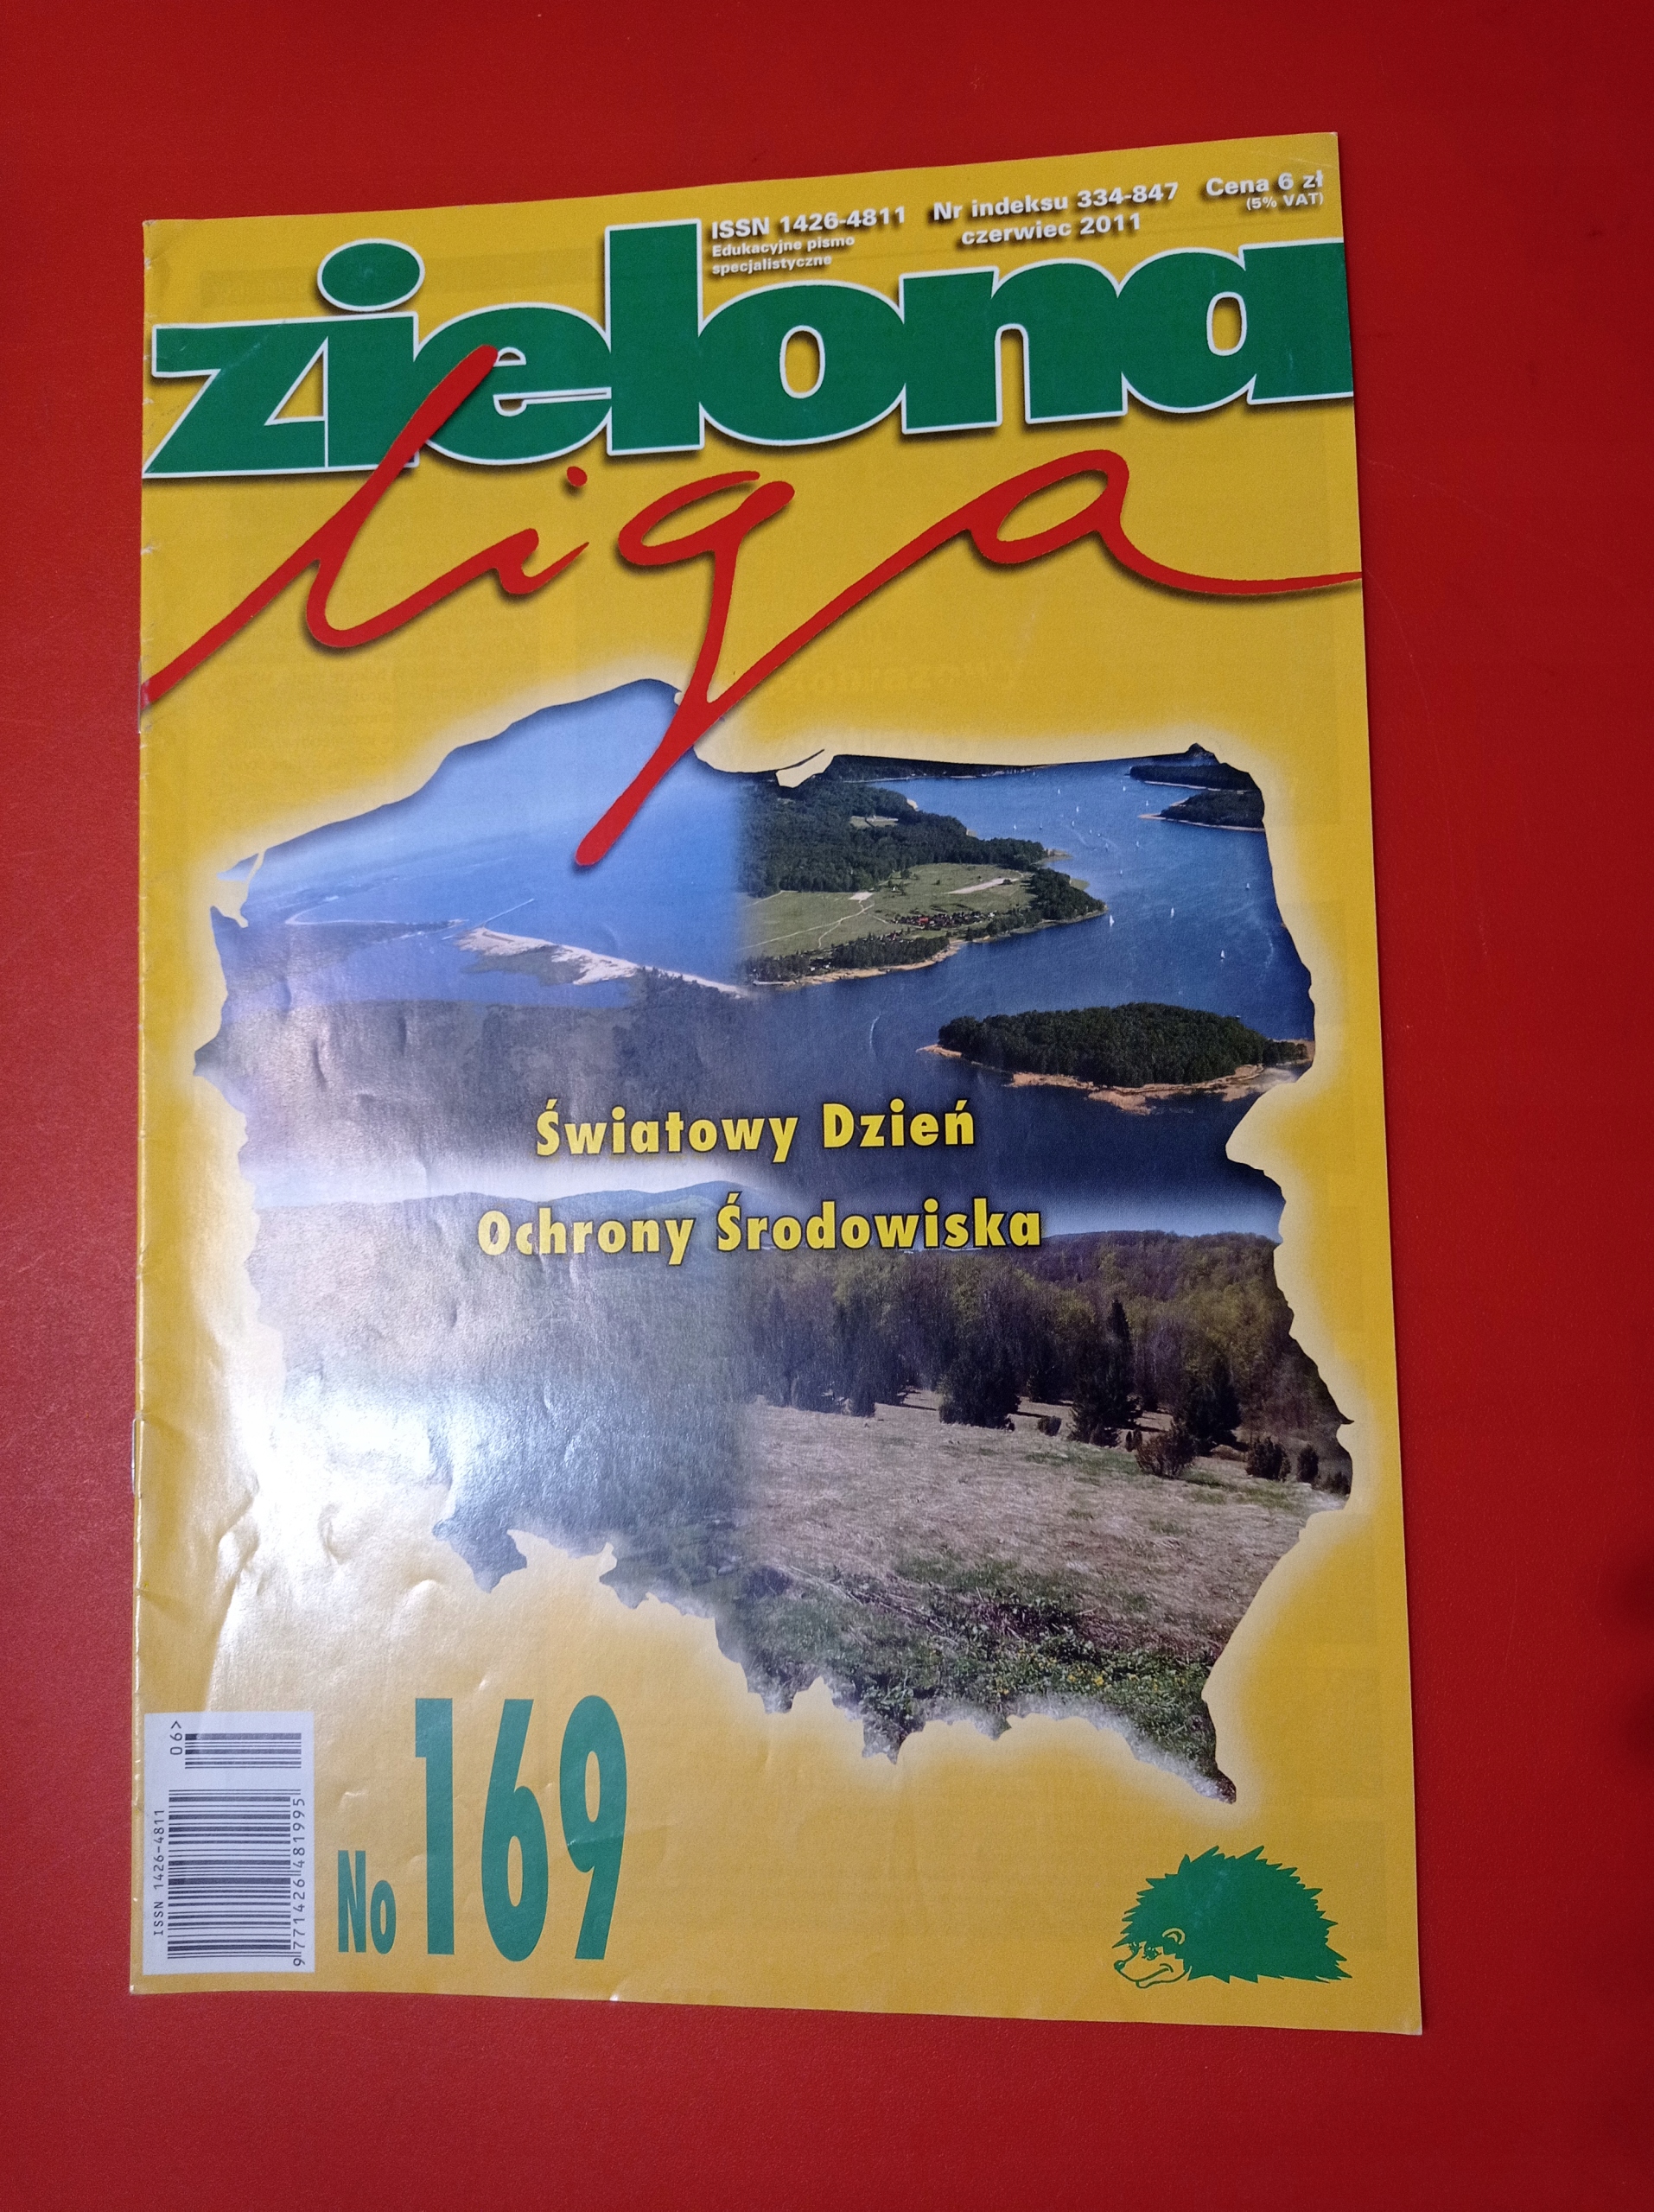 ISSN 1426-4811 Nr indeksu 334-847 Cena 6 zł
Edukacyjne pismo czerwiec 2011 (5% VAT)
specjalistyczne
zielona
liga
Światowy Dzień
Ochrony Środowiska
No 169
ISSN 1426-4811
06>
9 771426 481995